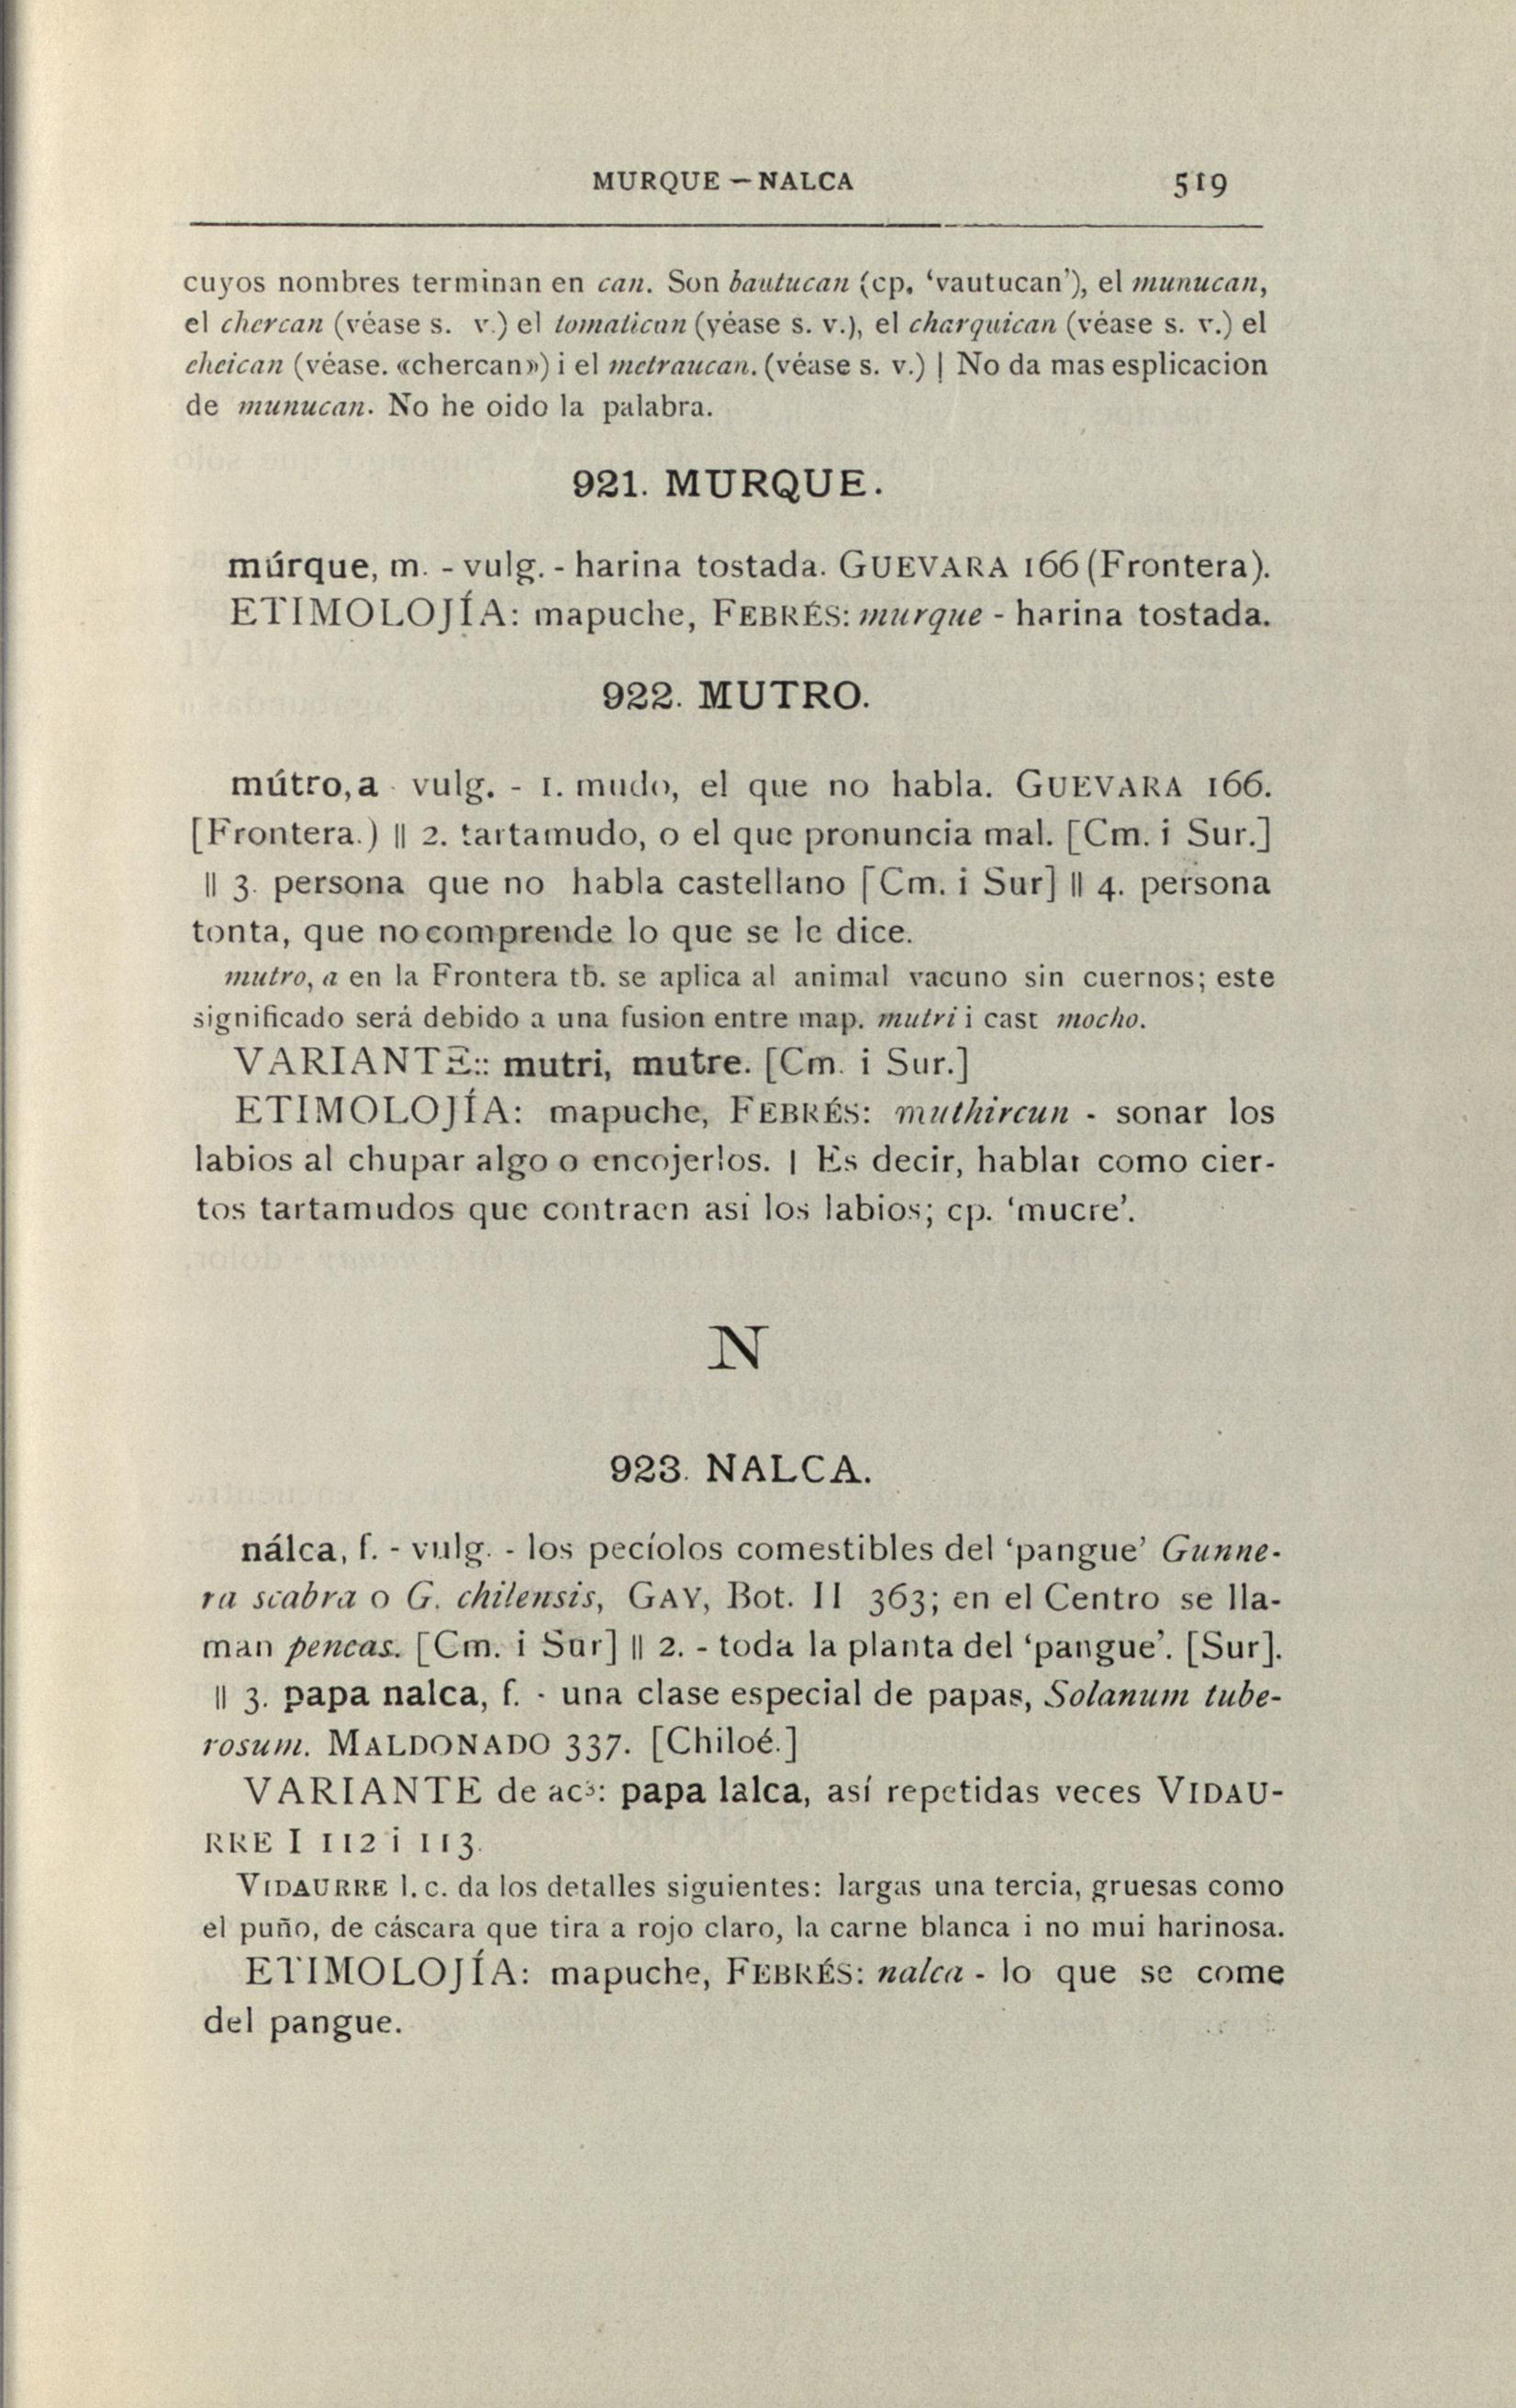 MURQUE — NALCA 519
cuyos nombres terminan en can. Son bautucan (cp. ‘vautucan’), el munucan,
el chercan (véase s. v.) el tomatican (véase s. v.), el charquican (véase s. v.) el
cheican (véase. «chercan») i el metraucan. (véase s. v.) | No da mas esplicacion
de munucan. No he oido la palabra.
921. MURQUE.
múrque, m. - vulg. - harina tostada. GUEVARA 166 (Frontera).
ETIMOLOJÍA: mapuche, FEBRÉS: murque - harina tostada.
922. MUTRO.
mútro, a - vulg. - 1. mudo, el que no habla. GUEVARA 166.
[Frontera.) || 2. tartamudo, o el que pronuncia mal. [Cm. i Sur.]
|| 3. persona que no habla castellano [Cm. i Sur] || 4. persona
tonta, que no comprende lo que se le dice.
mutro, a en la Frontera tb. se aplica al animal vacuno sin cuernos; este
significado será debido a una fusion entre map. mutri i cast mocho.
VARIANTE:: mutri, mutre. [Cm. i Sur.]
ETIMOLOJÍA: mapuche, FEBRÉS: muthircun - sonar los
labios al chupar algo o encojerlos. | Es decir, hablar como cier-
tos tartamudos que contraen asi los labios; cp. ‘mucre’.
N
923. NALCA.
nálca, f. - vulg. - los pecíolos comestibles del ‘pangue’ Gunne-
ra scabra o G. chilensis, GAY, Bot. II 363; en el Centro se lla-
man pencas. [Cm. i Sur] || 2. - toda la planta del ‘pangue’. [Sur].
|| 3. papa nalca, f. - una clase especial de papas, Solanum tube-
rosum. MALDONADO 337. [Chiloé.]
VARIANTE de ac3: papa lalca, así repetidas veces VIDAU-
RRE I 112 i 113.
VIDAURRE l. c. da los detalles siguientes: largas una tercia, gruesas como
el puño, de cáscara que tira a rojo claro, la carne blanca i no mui harinosa.
ETIMOLOJÍA: mapuche, FEBRÉS: nalca - lo que se come
del pangue.